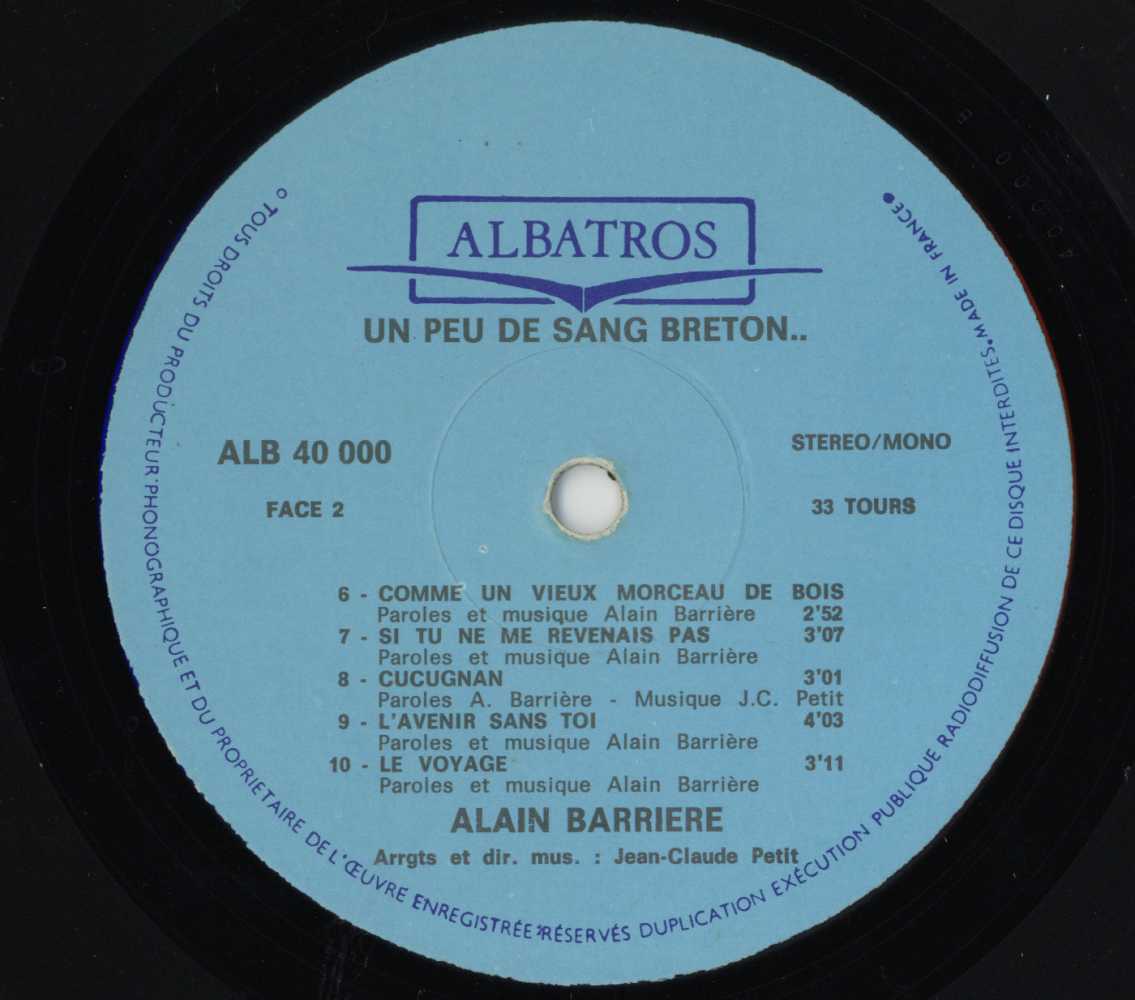 ALBATROS
UN PEU DE SANG BRETON..
ALB 40 000
STEREO/MONO
FACE 2
33 TOURS
6 - COMME UN VIEUX MORCEAU DE BOIS
Paroles et musique Alain Barrière 2'52
7 - SI TU NE ME REVENAIS PAS 3'07
Paroles et musique Alain Barrière
8 - CUCUGNAN 3'01
Paroles A. Barrière - Musique J.C. Petit
9 - L'AVENIR SANS TOI 4'03
Paroles et musique Alain Barrière
10 - LE VOYAGE 3'11
Paroles et musique Alain Barrière
ALAIN BARRIERE
Arrgts et dir. mus. : Jean-Claude Petit
TOUS DROITS DU PRODUCTEUR PHONOGRAPHIQUE ET DU PROPRIETAIRE DE L'ŒUVRE ENREGISTRÉE RÉSERVÉS DUPLICATION EXÉCUTION PUBLIQUE RADIODIFFUSION DE CE DISQUE INTERDITES. MADE IN FRANCE